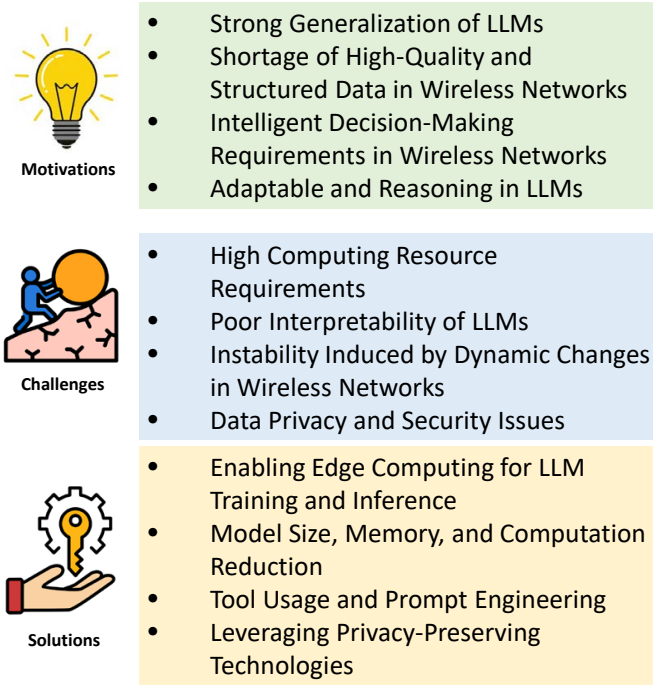 • Strong Generalization of LLMs
• Shortage of High-Quality and
Structured Data in Wireless Networks
• Intelligent Decision-Making
Requirements in Wireless Networks
• Adaptable and Reasoning in LLMs
Motivations
• High Computing Resource
Requirements
• Poor Interpretability of LLMs
• Instability Induced by Dynamic Changes
in Wireless Networks
• Data Privacy and Security Issues
Challenges
• Enabling Edge Computing for LLM
Training and Inference
• Model Size, Memory, and Computation
Reduction
• Tool Usage and Prompt Engineering
• Leveraging Privacy-Preserving
Technologies
Solutions